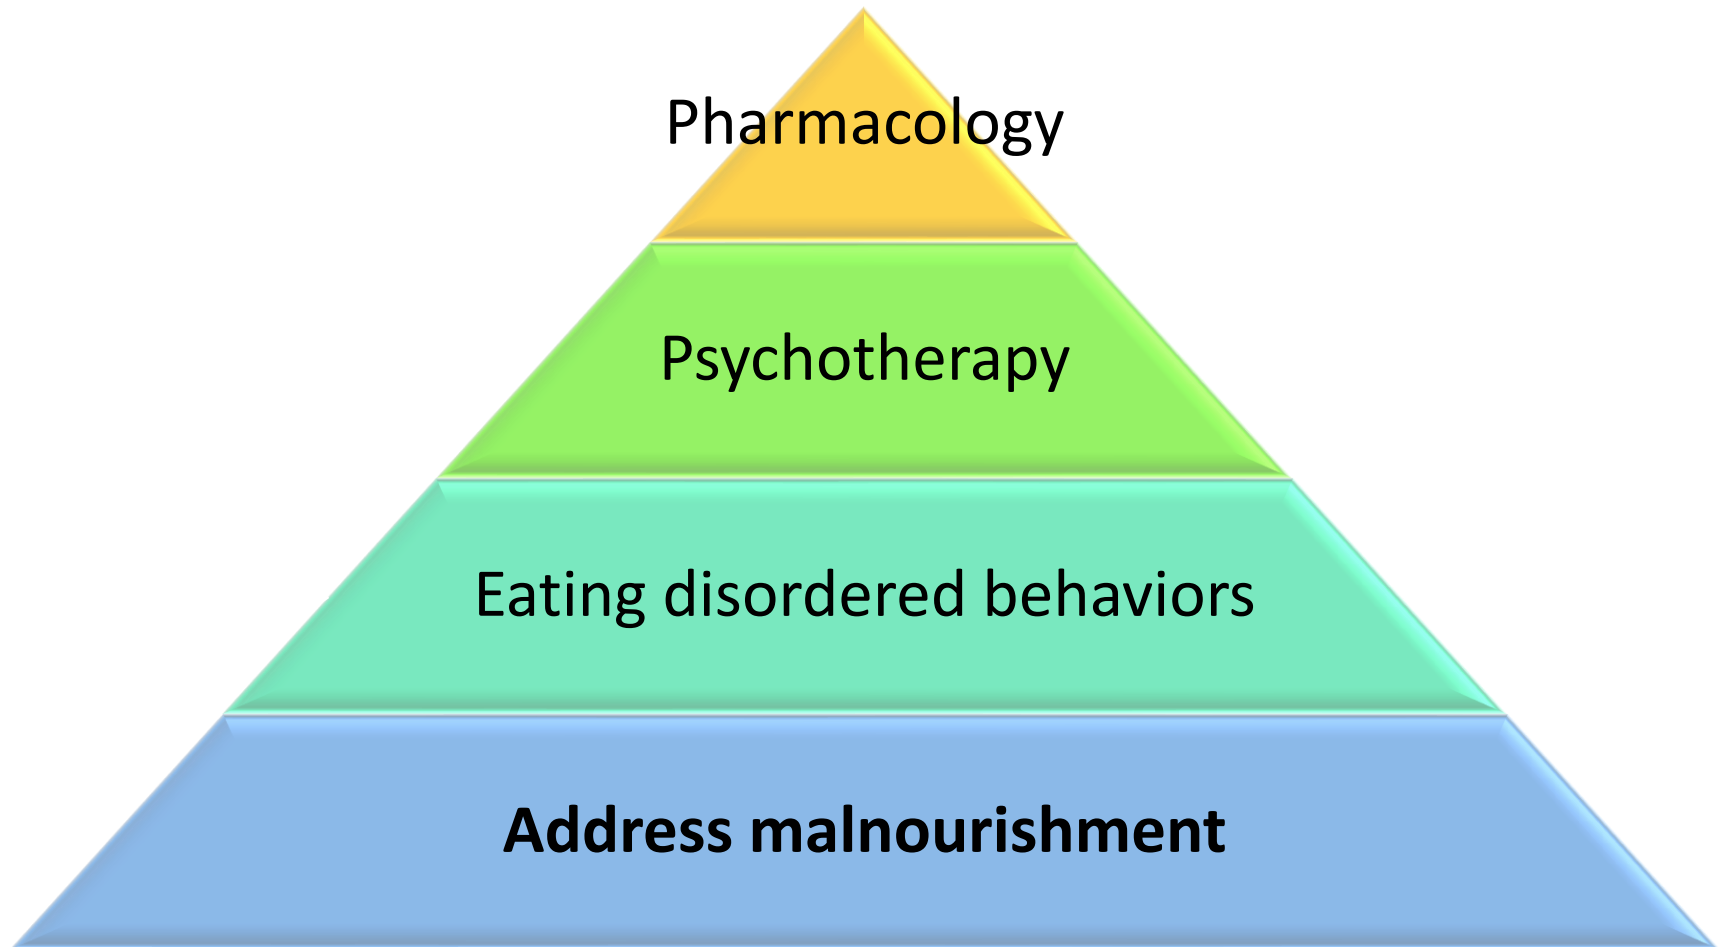 Pharmacology
Psychotherapy
Eating disordered behaviors
Address malnourishment